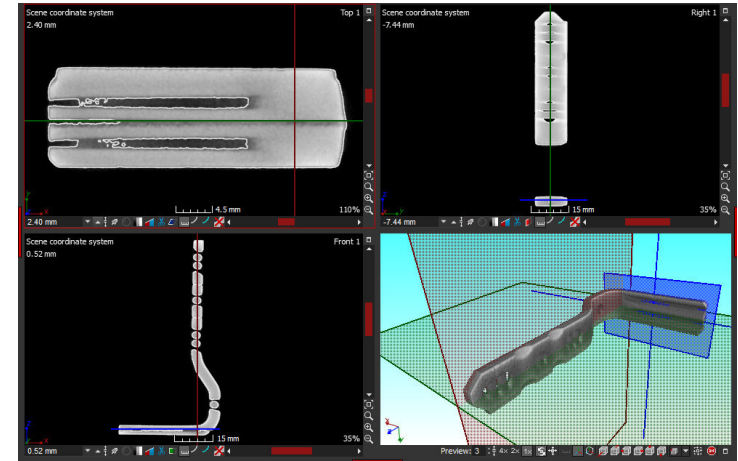 Scene coordinate system
Top 1
2.40 mm
4.5 mm
110%
2.40 mm
Scene coordinate system
Right 1
-7.44 mm
15 mm
35%
-7.44 mm
Scene coordinate system
Front 1
0.52 mm
15 mm
35%
0.52 mm
Preview: 3
4x 2x 1x